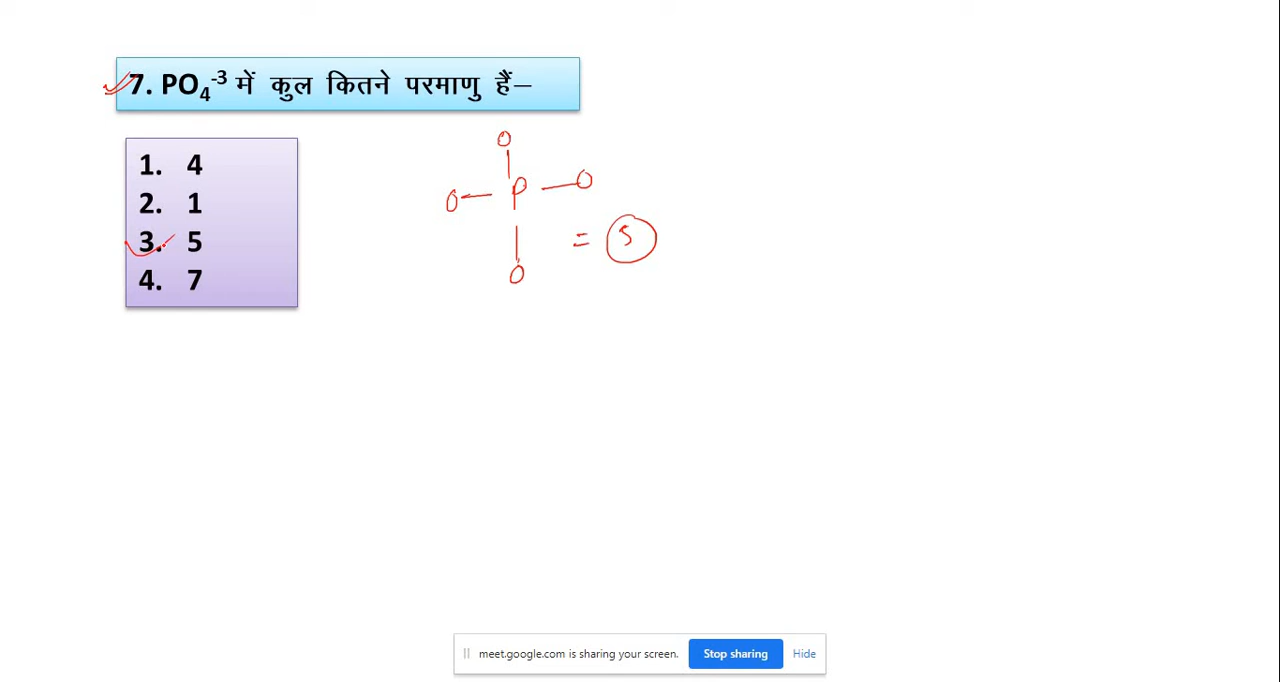 7. PO₄⁻³ में कुल कितने परमाणु हैं–
1. 4
2. 1
3. 5
4. 7
O
O P O
O
= 5
meet.google.com is sharing your screen. Stop sharing Hide